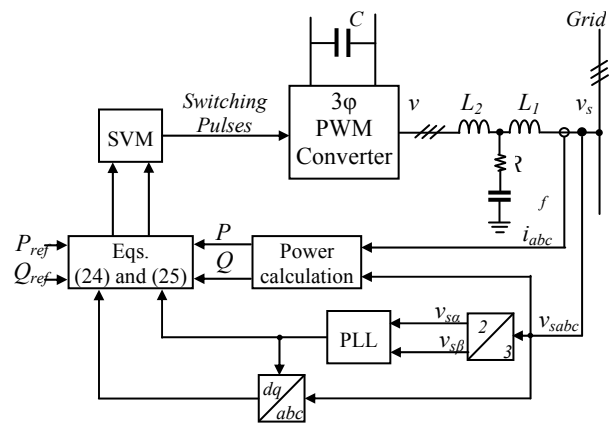 C
Grid
Switching
Pulses
3φ
PWM
Converter
v
L2
L1
vs
SVM
f
iabc
Pref
Qref
Eqs.
(24) and (25)
P
Q
Power
calculation
PLL
vsα
vsβ
2
3
vsabc
dq
abc